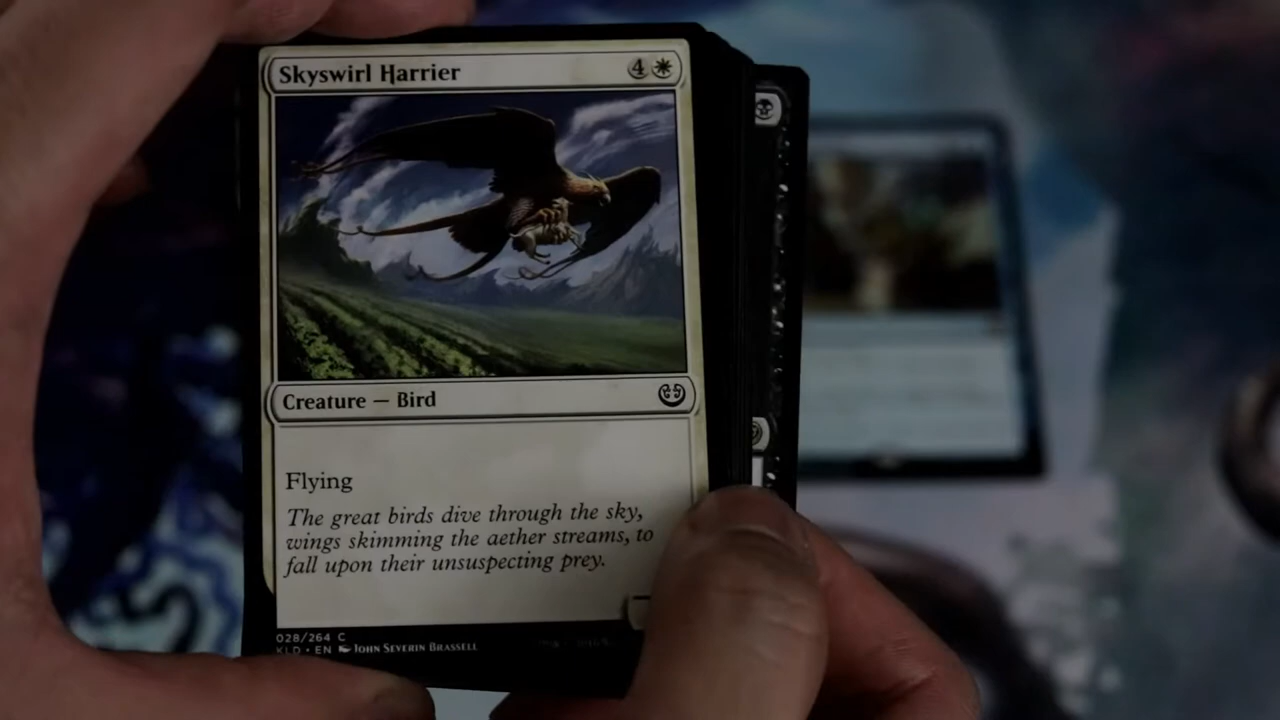 Skyswirl Harrier 4
Creature — Bird
Flying
The great birds dive through the sky,
wings skimming the aether streams, to
fall upon their unsuspecting prey.
028/264 C
KLD • EN JOHN SEVERIN BRASSELL